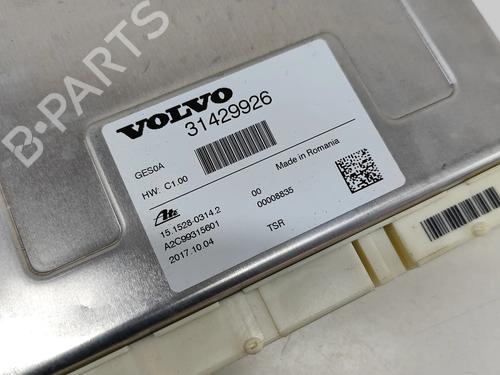 B-PARTS
VOLVO
31429926
GES0A
HW: C1.00
Made in Romania
Ate
15.1528-0314.2 00
A2C99315601 00008835
2017.10.04 TSR